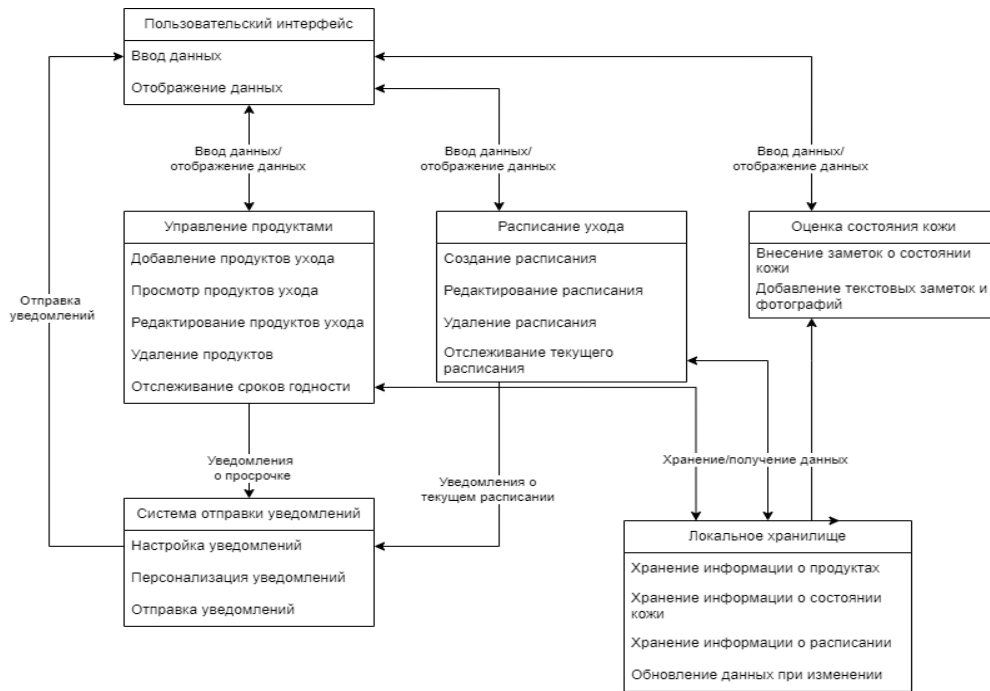 Пользовательский интерфейс
Ввод данных
Отображение данных
Ввод данных/
отображение данных
Ввод данных/
отображение данных
Ввод данных/
отображение данных
Управление продуктами
Добавление продуктов ухода
Просмотр продуктов ухода
Редактирование продуктов ухода
Удаление продуктов
Отслеживание сроков годности
Расписание ухода
Создание расписания
Редактирование расписания
Удаление расписания
Отслеживание текущего
расписания
Оценка состояния кожи
Внесение заметок о состоянии
кожи
Добавление текстовых заметок и
фотографий
Отправка
уведомлений
Уведомления
о просрочке
Уведомления о
текущем расписании
Хранение/получение данных
Система отправки уведомлений
Настройка уведомлений
Персонализация уведомлений
Отправка уведомлений
Локальное хранилище
Хранение информации о продуктах
Хранение информации о состоянии
кожи
Хранение информации о расписании
Обновление данных при изменении